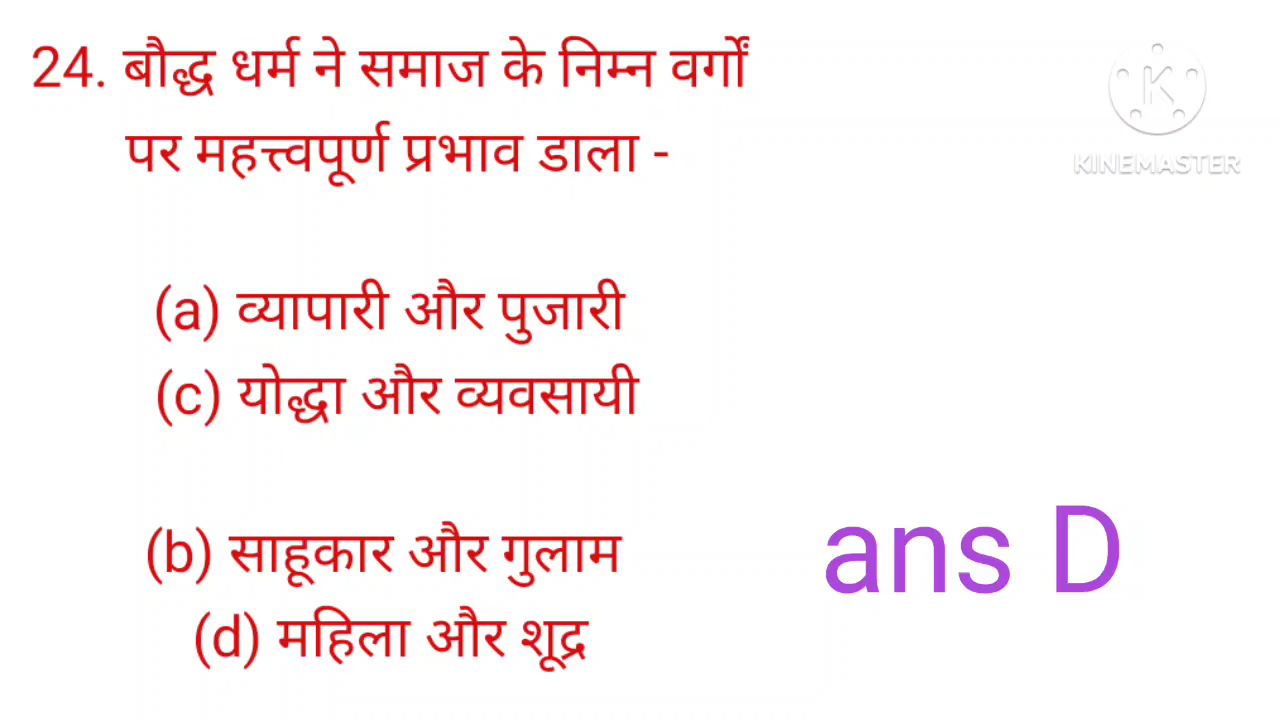 24. बौद्ध धर्म ने समाज के निम्न वर्गों
पर महत्त्वपूर्ण प्रभाव डाला -
(a) व्यापारी और पुजारी
(c) योद्धा और व्यवसायी
(b) साहूकार और गुलाम
(d) महिला और शूद्र
ans D
K
KINEMASTER